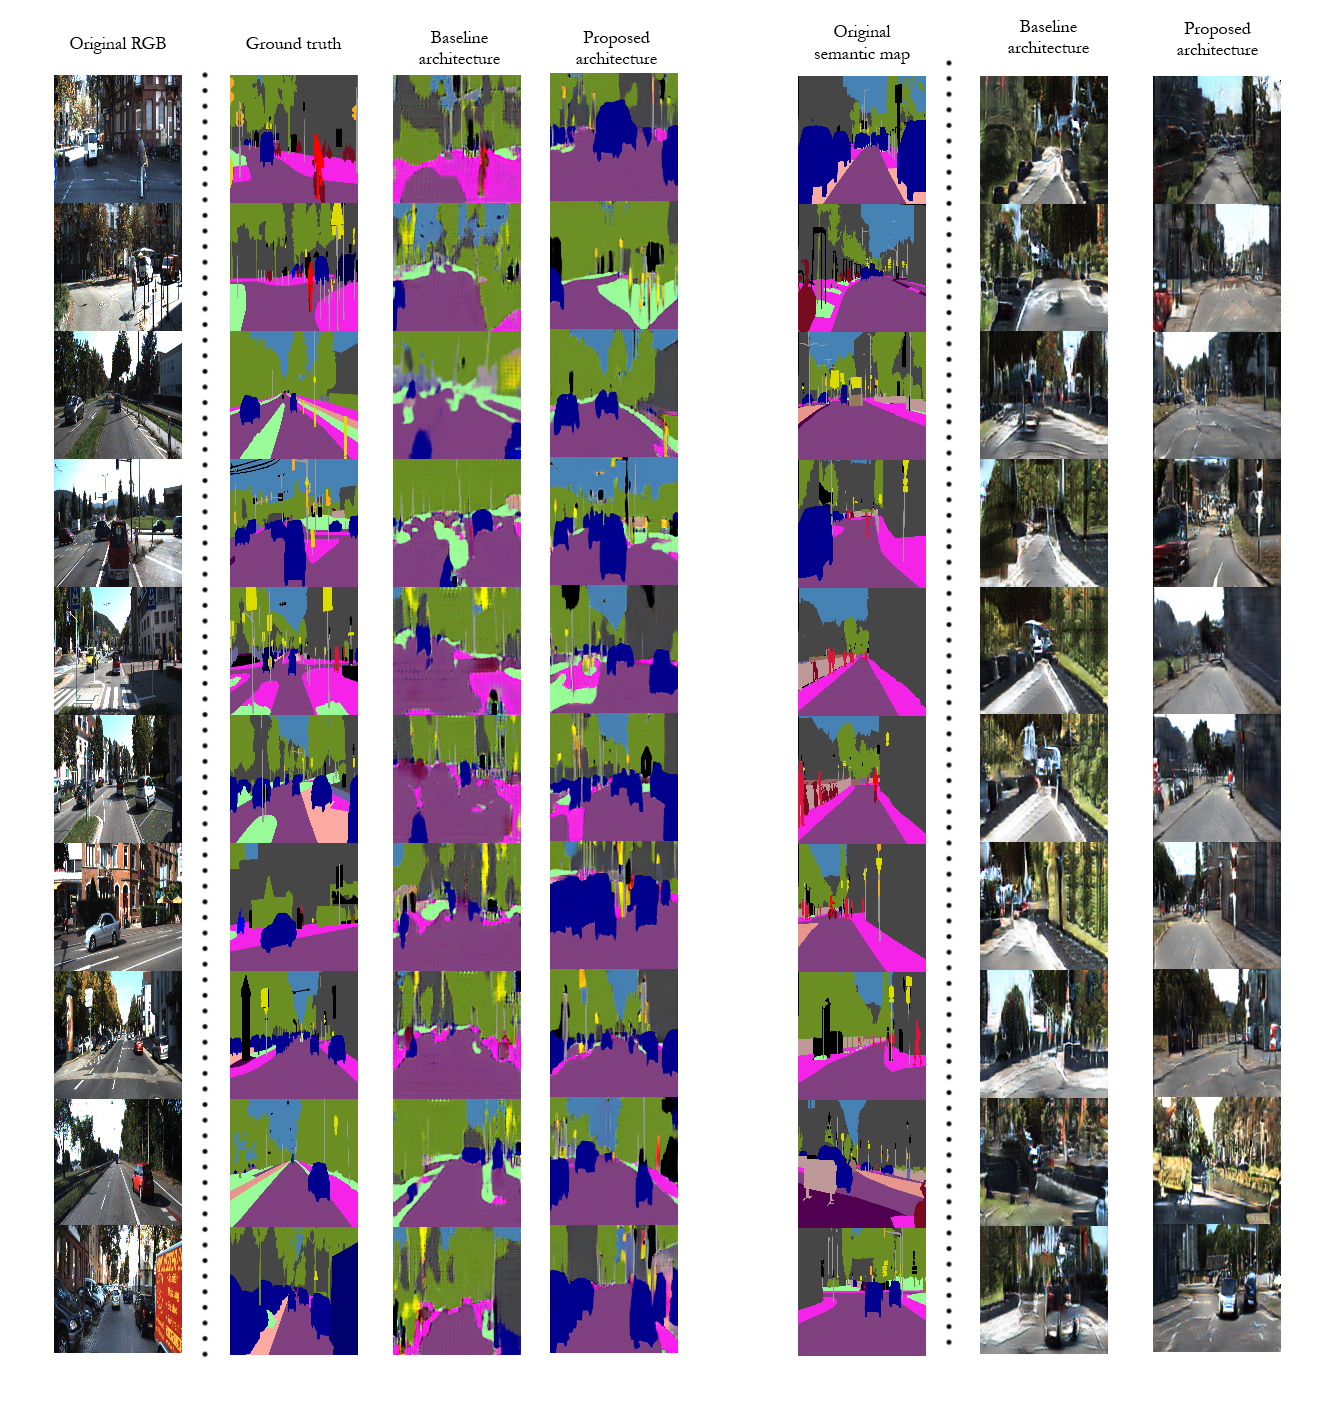 Original RGB
Ground truth
Baseline
architecture
Proposed
architecture
Original
semantic map
Baseline
architecture
Proposed
architecture